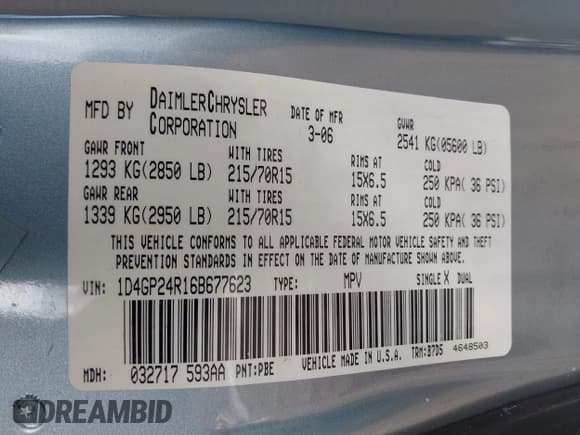 MFD BY DAIMLERCHRYSLER CORPORATION DATE OF MFR 3-06 GVWR 2541 KG(05600 LB)
GAWR FRONT WITH TIRES RIMS AT COLD
1293 KG(2850 LB) 215/70R15 15X6.5 250 KPA( 36 PSI)
GAWR REAR WITH TIRES RIMS AT COLD
1339 KG(2950 LB) 215/70R15 15X6.5 250 KPA( 36 PSI)
THIS VEHICLE CONFORMS TO ALL APPLICABLE FEDERAL MOTOR VEHICLE SAFETY AND THEFT
PREVENTION STANDARDS IN EFFECT ON THE DATE OF MANUFACTURE SHOWN ABOVE.
VIN: 1D4GP24R16B677623 TYPE: MPV SINGLE X DUAL
MDH: 032717 593AA PNT:PBE VEHICLE MADE IN U.S.A. TRM:B7D5 4648503
DREAMBID